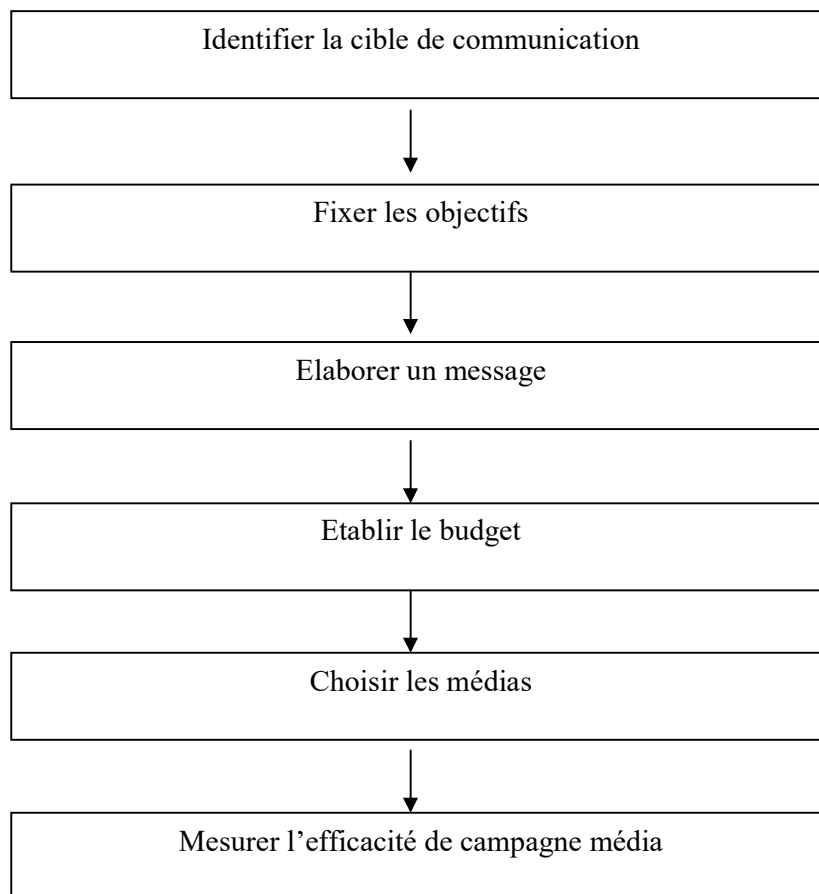 Identifier la cible de communication
Fixer les objectifs
Elaborer un message
Etablir le budget
Choisir les médias
Mesurer l’efficacité de campagne média